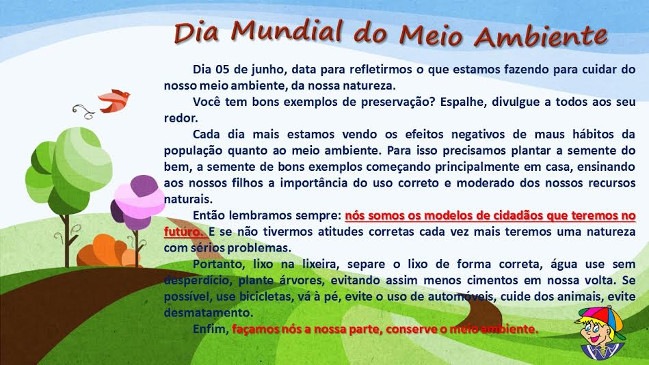 Dia Mundial do Meio Ambiente
Dia 05 de junho, data para refletirmos o que estamos fazendo para cuidar do
nosso meio ambiente, da nossa natureza.
Você tem bons exemplos de preservação? Espalhe, divulgue a todos aos seu
redor.
Cada dia mais estamos vendo os efeitos negativos de maus hábitos da
população quanto ao meio ambiente. Para isso precisamos plantar a semente do
bem, a semente de bons exemplos começando principalmente em casa, ensinando
aos nossos filhos a importância do uso correto e moderado dos nossos recursos
naturais.
Então lembramos sempre: nós somos os modelos de cidadãos que teremos no
futuro. E se não tivermos atitudes corretas cada vez mais teremos uma natureza
com sérios problemas.
Portanto, lixo na lixeira, separe o lixo de forma correta, água use sem
desperdício, plante árvores, evitando assim menos cimentos em nossa volta. Se
possível, use bicicletas, vá à pé, evite o uso de automóveis, cuide dos animais, evite
desmatamento.
Enfim, façamos nós a nossa parte, conserve o meio ambiente.